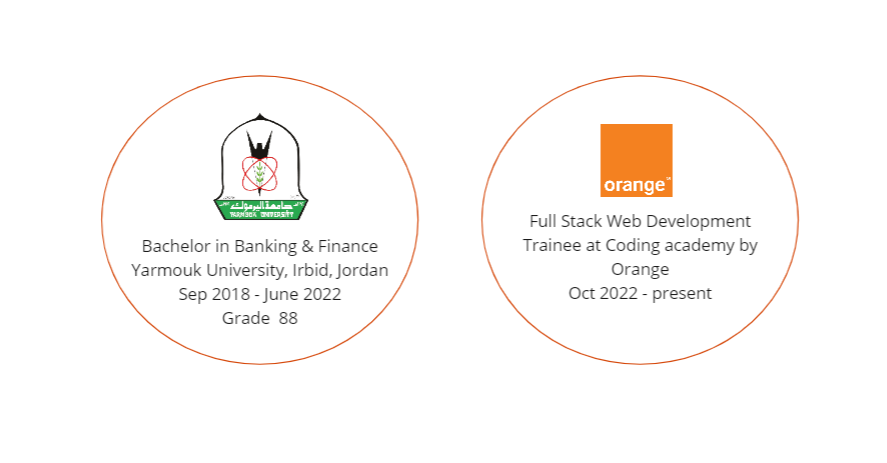 جامعة اليرموك
YARMOUK UNIVERSITY
Bachelor in Banking & Finance
Yarmouk University, Irbid, Jordan
Sep 2018 - June 2022
Grade 88
orange™
Full Stack Web Development
Trainee at Coding academy by
Orange
Oct 2022 - present